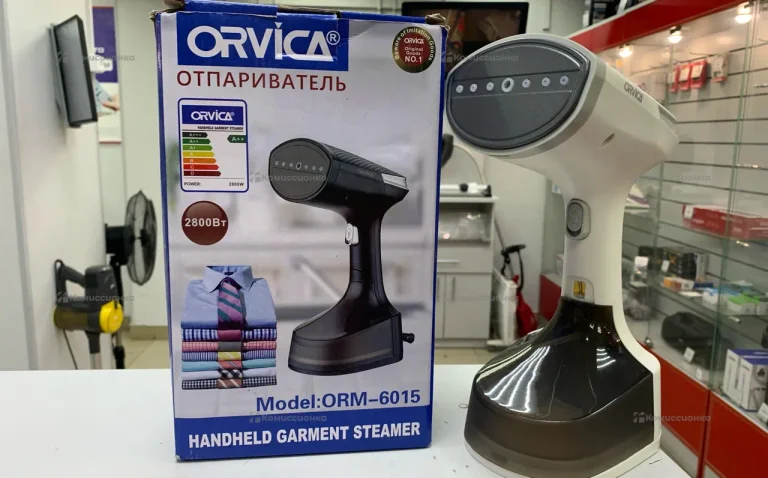 ORVICA®
ОТПАРИВАТЕЛЬ
Original
Goods
NO.1
ORVICA
HANDHELD GARMENT STEAMER
A+++
A++
POWER:
2800W
2800Вт
Model:ORM-6015
HANDHELD GARMENT STEAMER
ORVICA
Комиссионко